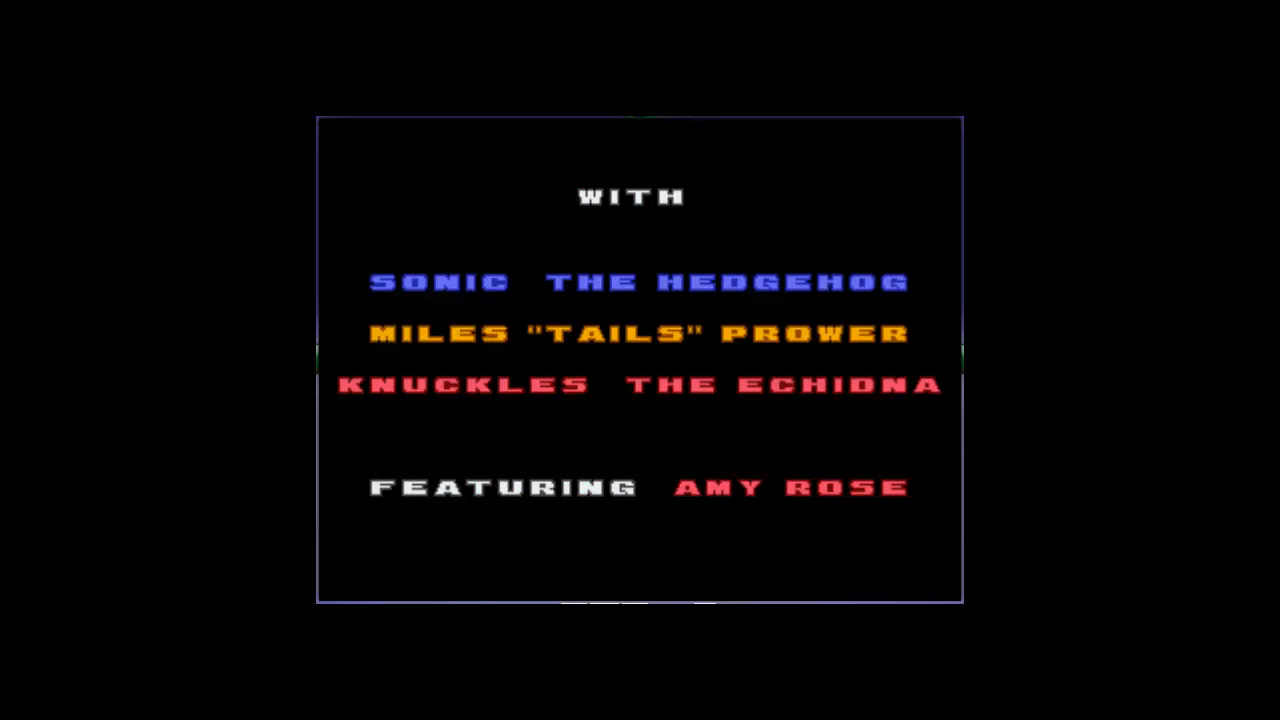 WITH
SONIC THE HEDGEHOG
MILES "TAILS" PROWER
KNUCKLES THE ECHIDNA
FEATURING AMY ROSE